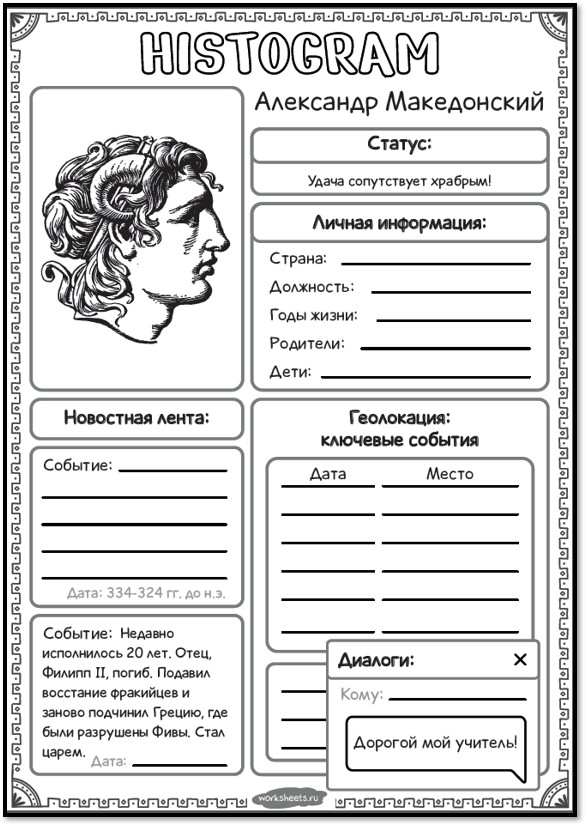 HISTOGRAM
Александр Македонский
Статус:
Удача сопутствует храбрым!
Личная информация:
Страна:
Должность:
Годы жизни:
Родители:
Дети:
Новостная лента:
Событие:
Дата: 334-324 гг. до н.э.
Событие: Недавно
исполнилось 20 лет. Отец,
Филипп II, погиб. Подавил
восстание фракийцев и
заново подчинил Грецию, где
были разрушены Фивы. Стал
царем.
Дата:
Геолокация:
ключевые события
Дата Место
Диалоги: ×
Кому:
Дорогой мой учитель!
worksheets.ru